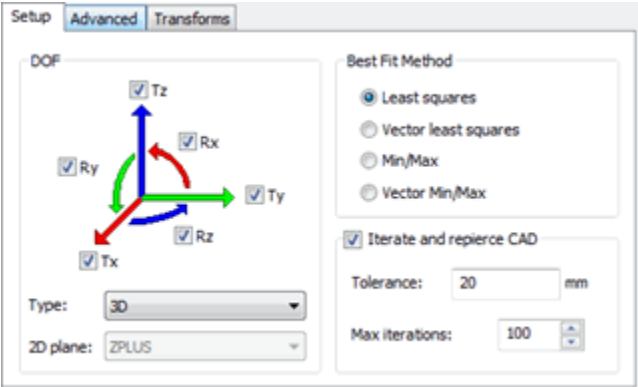 Setup
Advanced
Transforms
DOF
Tz
Rx
Ry
Ty
Rz
Tx
Type: 3D
2D plane: ZPLUS
Best Fit Method
Least squares
Vector least squares
Min/Max
Vector Min/Max
Iterate and repierce CAD
Tolerance: 20 mm
Max iterations: 100